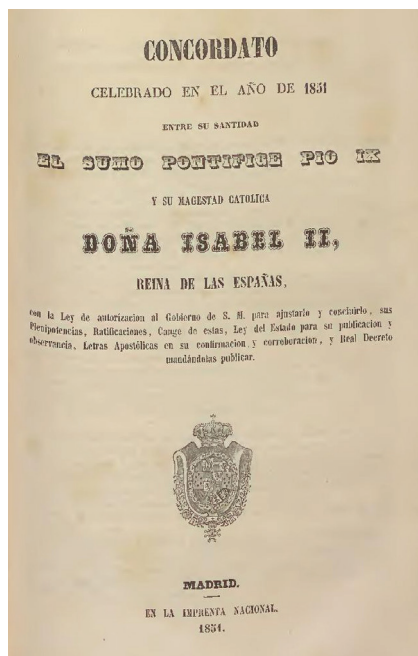 CONCORDATO
CELEBRADO EN EL AÑO DE 1851
ENTRE SU SANTIDAD
EL SUMO PONTIFICE PIO IX
Y SU MAGESTAD CATOLICA
DOÑA ISABEL II,
REINA DE LAS ESPAÑAS,
con la Ley de autorizacion al Gobierno de S. M. para ajustarlo y concluirlo, sus
Plenipotencias, Ratificaciones, Cange de estas, Ley del Estado para su publicacion y
observancia, Letras Apostólicas en su confirmacion y corroboracion, y Real Decreto
mandándolas publicar.
MADRID.
EN LA IMPRENTA NACIONAL.
1851.